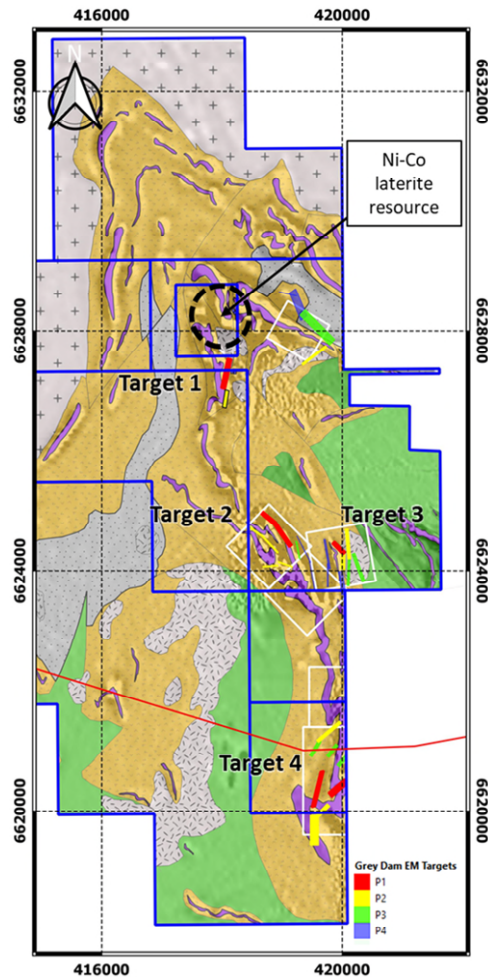 416000
420000
N
6632000
6632000
Ni-Co
laterite
resource
6628000
6628000
Target 1
Target 2
Target 3
6624000
6624000
Target 4
6620000
6620000
Grey Dam EM Targets
P1
P2
P3
P4
416000
420000